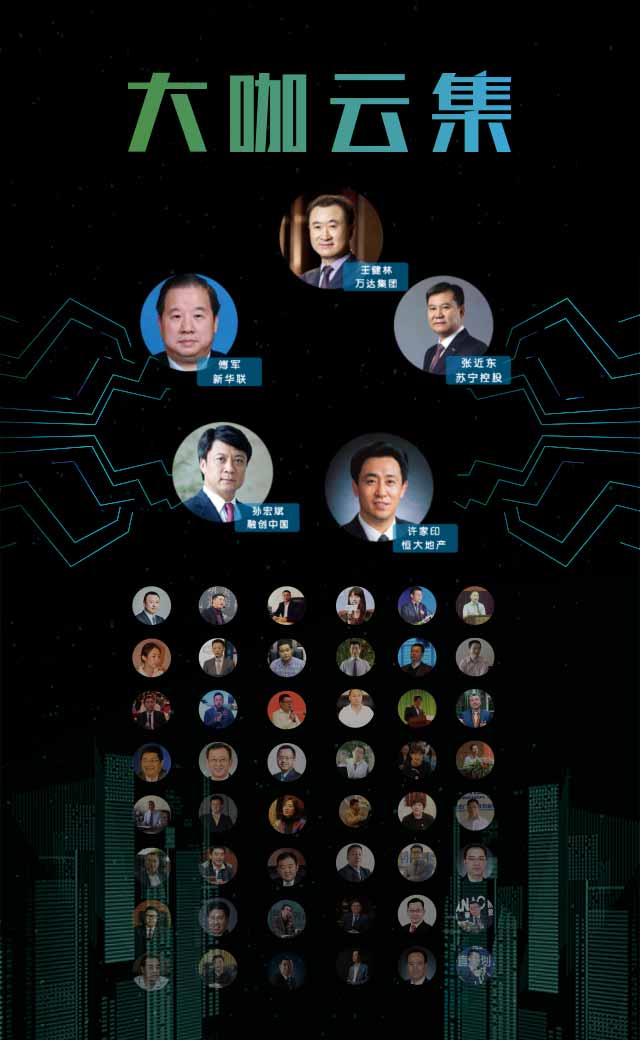 大咖云集
王健林
万达集团
傅军
新华联
张近东
苏宁控股
孙宏斌
融创中国
许家印
恒大地产